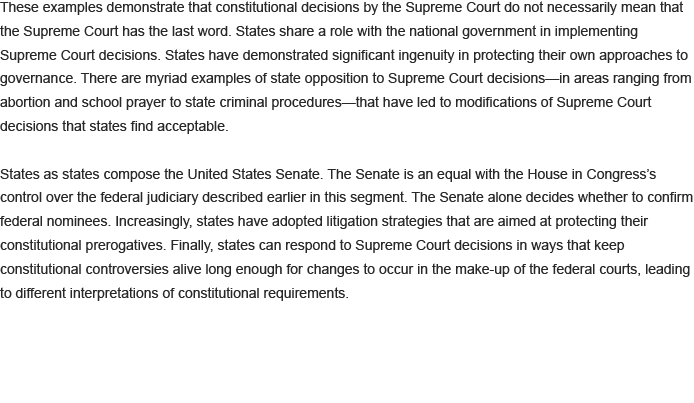 These examples demonstrate that constitutional decisions by the Supreme Court do not necessarily mean that
the Supreme Court has the last word. States share a role with the national government in implementing
Supreme Court decisions. States have demonstrated significant ingenuity in protecting their own approaches to
governance. There are myriad examples of state opposition to Supreme Court decisions—in areas ranging from
abortion and school prayer to state criminal procedures—that have led to modifications of Supreme Court
decisions that states find acceptable.
States as states compose the United States Senate. The Senate is an equal with the House in Congress's
control over the federal judiciary described earlier in this segment. The Senate alone decides whether to confirm
federal nominees. Increasingly, states have adopted litigation strategies that are aimed at protecting their
constitutional prerogatives. Finally, states can respond to Supreme Court decisions in ways that keep
constitutional controversies alive long enough for changes to occur in the make-up of the federal courts, leading
to different interpretations of constitutional requirements.